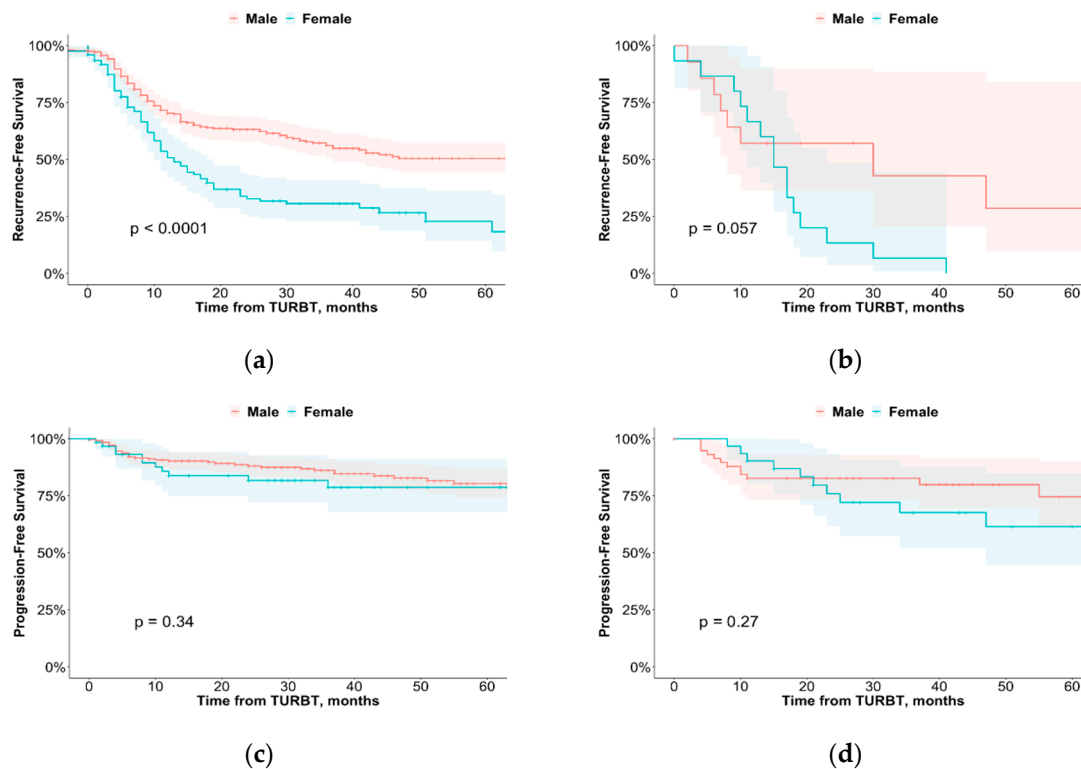 Male Female
Recurrence-Free Survival
100%
75%
50%
25%
0%
p < 0.0001
0 10 20 30 40 50 60
Time from TURBT, months
(a)
Male Female
Recurrence-Free Survival
100%
75%
50%
25%
0%
p = 0.057
0 10 20 30 40 50 60
Time from TURBT, months
(b)
Male Female
Progression-Free Survival
100%
75%
50%
25%
0%
p = 0.34
0 10 20 30 40 50 60
Time from TURBT, months
(c)
Male Female
Progression-Free Survival
100%
75%
50%
25%
0%
p = 0.27
0 10 20 30 40 50 60
Time from TURBT, months
(d)